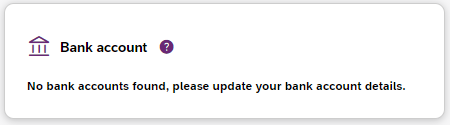 Bank account ?
No bank accounts found, please update your bank account details.